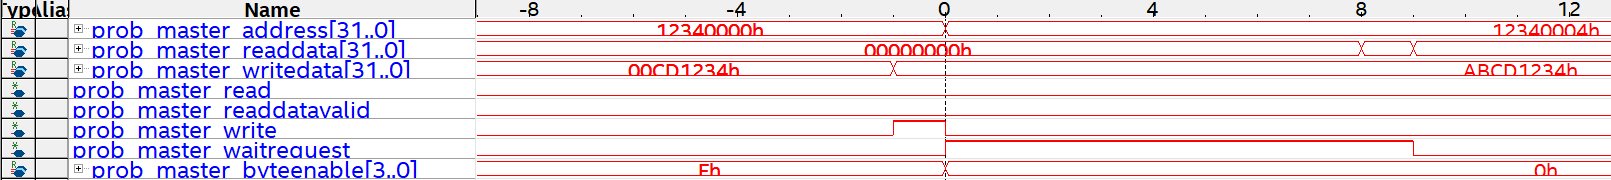 Type Alias Name -8 -4 0 4 8 12
prob_master_address[31..0] 12340000h 12340004h
prob_master_readdata[31..0] 00000000h
prob_master_writedata[31..0] 00CD1234h ABCD1234h
prob_master_read
prob_master_readdatavalid
prob_master_write
prob_master_waitrequest
prob_master_byteenable[3..0] Fh 0h